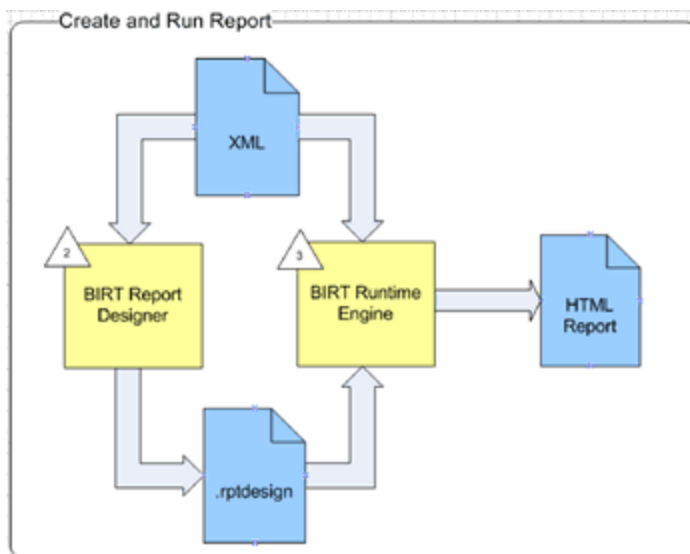 Create and Run Report
XML
2
BIRT Report
Designer
3
BIRT Runtime
Engine
HTML
Report
.rptdesign